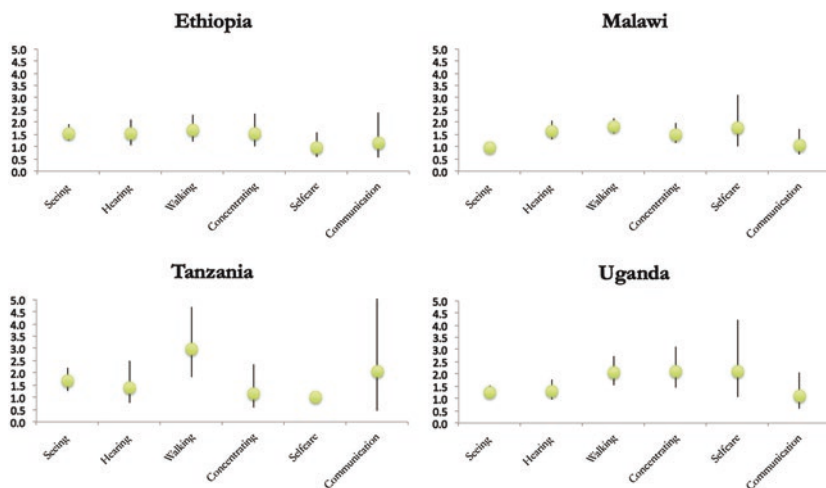 Ethiopia
5.0
4.5
4.0
3.5
3.0
2.5
2.0
1.5
1.0
0.5
0.0
Seeing
Hearing
Walking
Concentrating
Selfcare
Communication
Malawi
5.0
4.5
4.0
3.5
3.0
2.5
2.0
1.5
1.0
0.5
0.0
Seeing
Hearing
Walking
Concentrating
Selfcare
Communication
Tanzania
5.0
4.5
4.0
3.5
3.0
2.5
2.0
1.5
1.0
0.5
0.0
Seeing
Hearing
Walking
Concentrating
Selfcare
Communication
Uganda
5.0
4.5
4.0
3.5
3.0
2.5
2.0
1.5
1.0
0.5
0.0
Seeing
Hearing
Walking
Concentrating
Selfcare
Communication